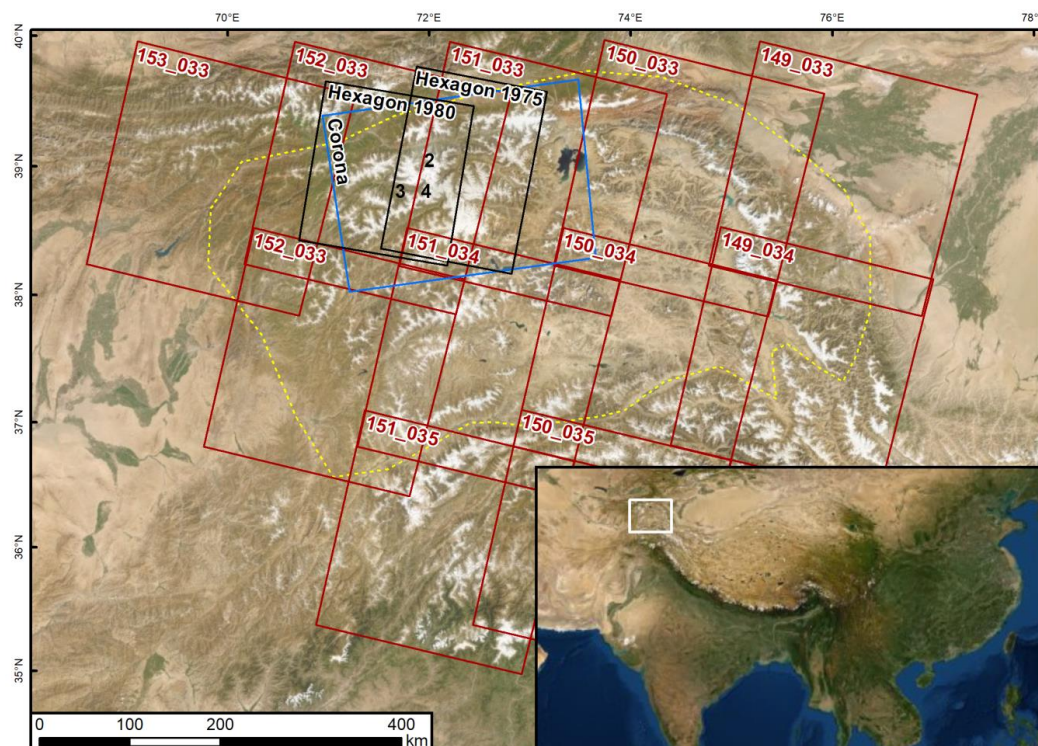 70°E
72°E
74°E
76°E
78°
40°N
39°N
38°N
37°N
36°N
35°N
153_033
152_033
151_033
150_033
149_033
Hexagon 1975
Hexagon 1980
Corona
2
3
4
152_033
151_034
150_034
149_034
151_035
150_035
0
100
200
400
km